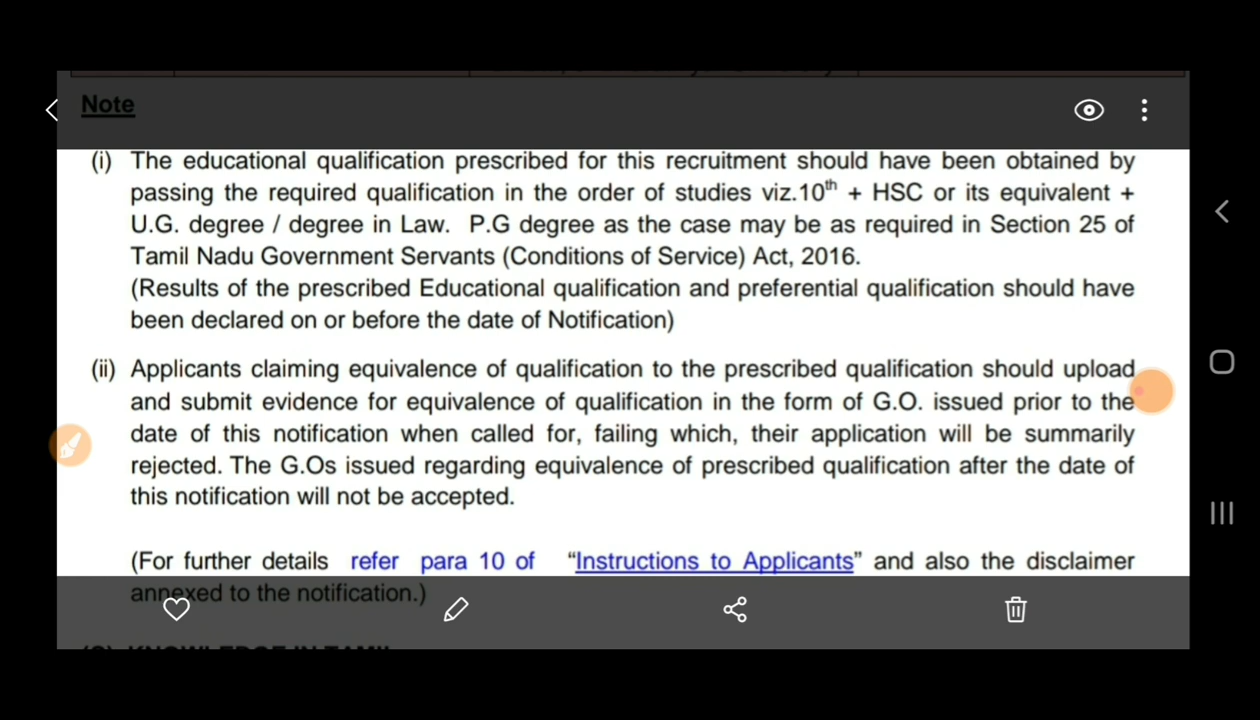 Note
(i) The educational qualification prescribed for this recruitment should have been obtained by
passing the required qualification in the order of studies viz.10th + HSC or its equivalent +
U.G. degree / degree in Law. P.G degree as the case may be as required in Section 25 of
Tamil Nadu Government Servants (Conditions of Service) Act, 2016.
(Results of the prescribed Educational qualification and preferential qualification should have
been declared on or before the date of Notification)
(ii) Applicants claiming equivalence of qualification to the prescribed qualification should upload
and submit evidence for equivalence of qualification in the form of G.O. issued prior to the
date of this notification when called for, failing which, their application will be summarily
rejected. The G.Os issued regarding equivalence of prescribed qualification after the date of
this notification will not be accepted.
(For further details refer para 10 of “Instructions to Applicants” and also the disclaimer
annexed to the notification.)
KNOWLEDGE IN TAMIL